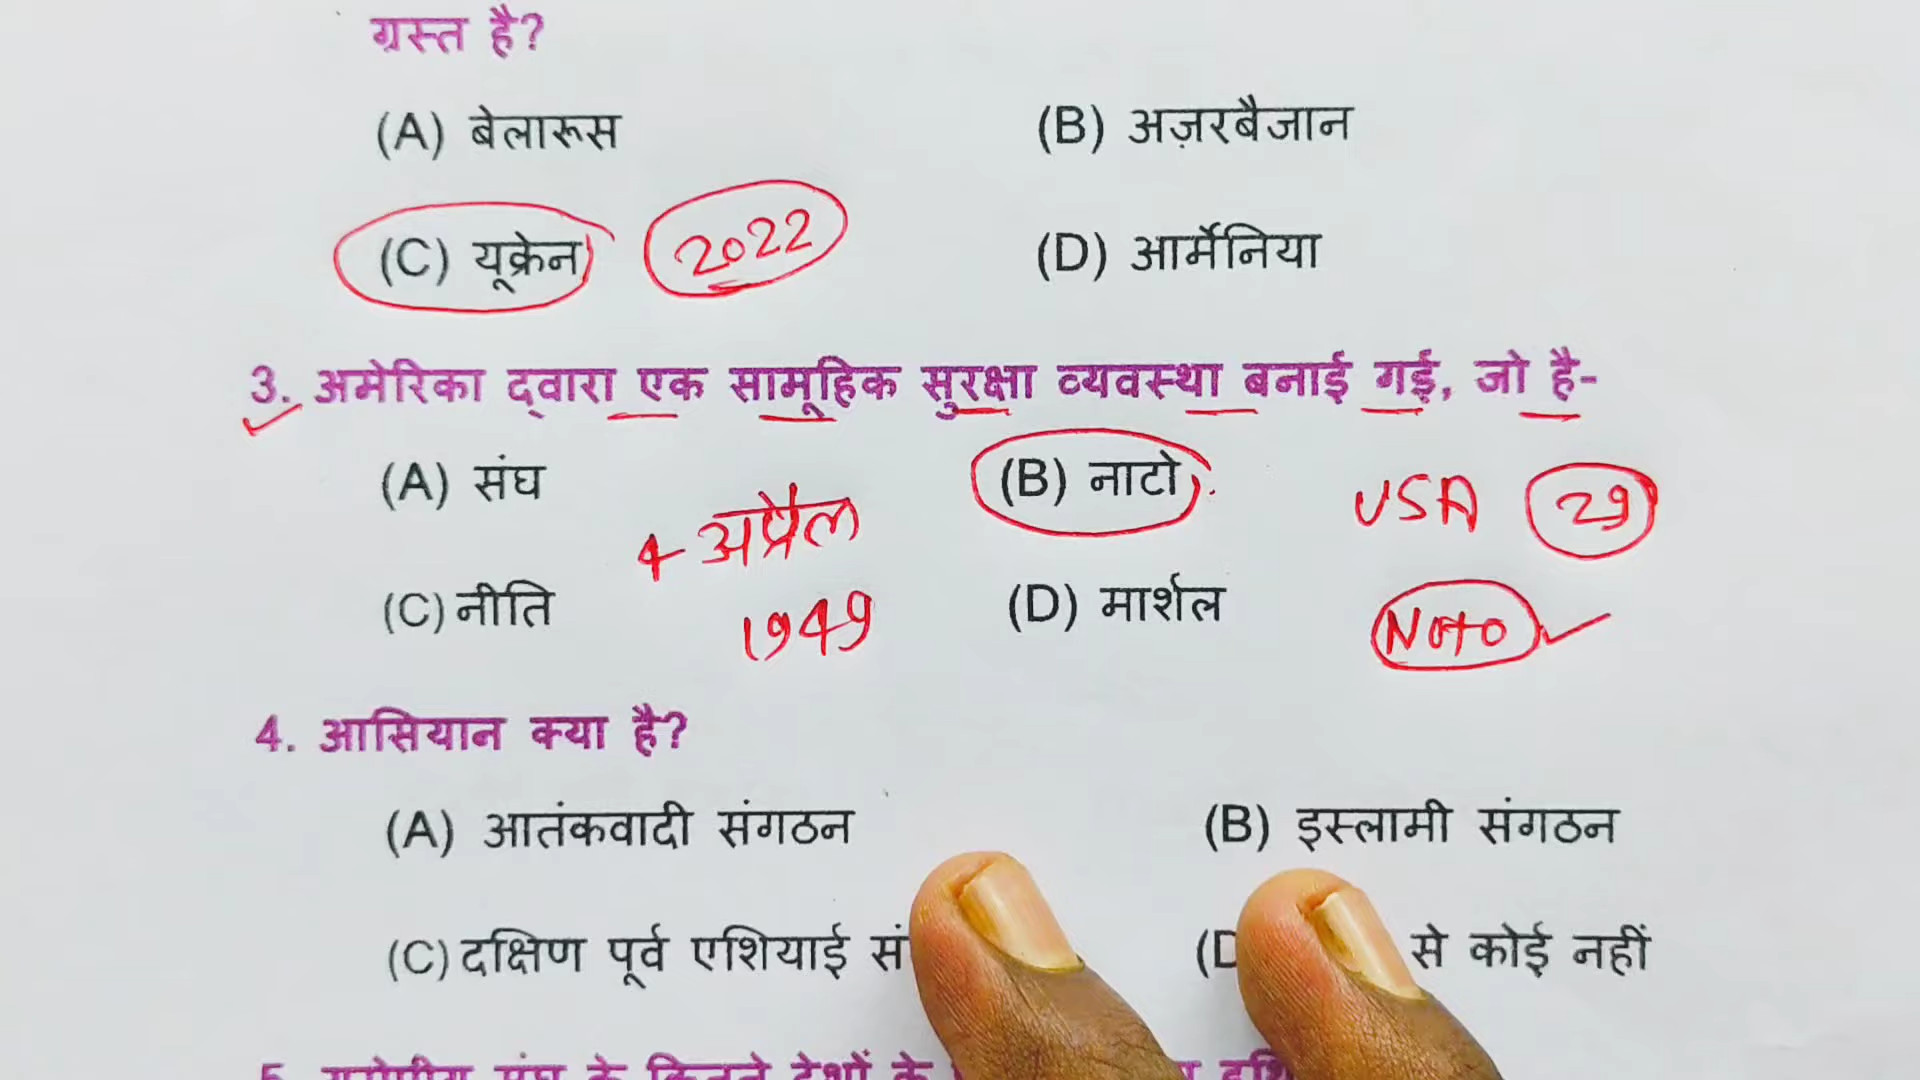 ग्रस्त है?
(A) बेलारूस (B) अज़रबैजान
(C) यूक्रेन 2022 (D) आर्मेनिया
3. अमेरिका द्वारा एक सामूहिक सुरक्षा व्यवस्था बनाई गई, जो है-
(A) संघ (B) नाटो USA 29
4 अप्रैल
(C) नीति (D) मार्शल Nato
1949
4. आसियान क्या है?
(A) आतंकवादी संगठन (B) इस्लामी संगठन
(C) दक्षिण पूर्व एशियाई से कोई नहीं
5.